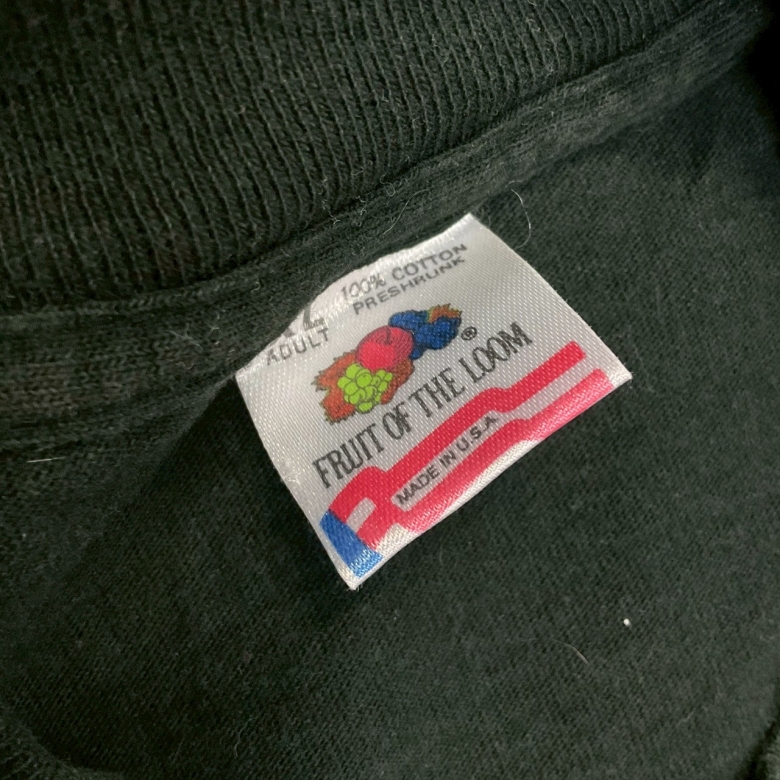 100% COTTON
PRESHRUNK
ADULT
®
FRUIT OF THE LOOM
MADE IN U.S.A.